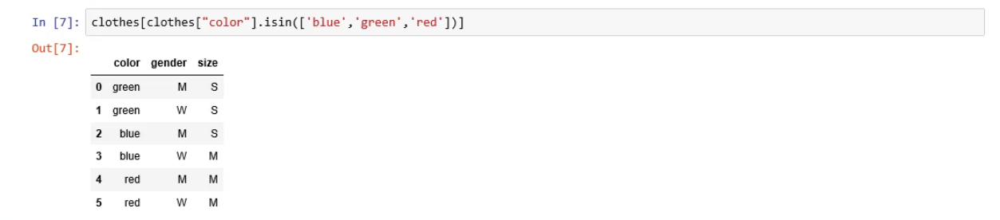 In [7]: clothes[clothes["color"].isin(['blue','green','red'])]
Out[7]:
color gender size
0 green M S
1 green W S
2 blue M S
3 blue W M
4 red M M
5 red W M